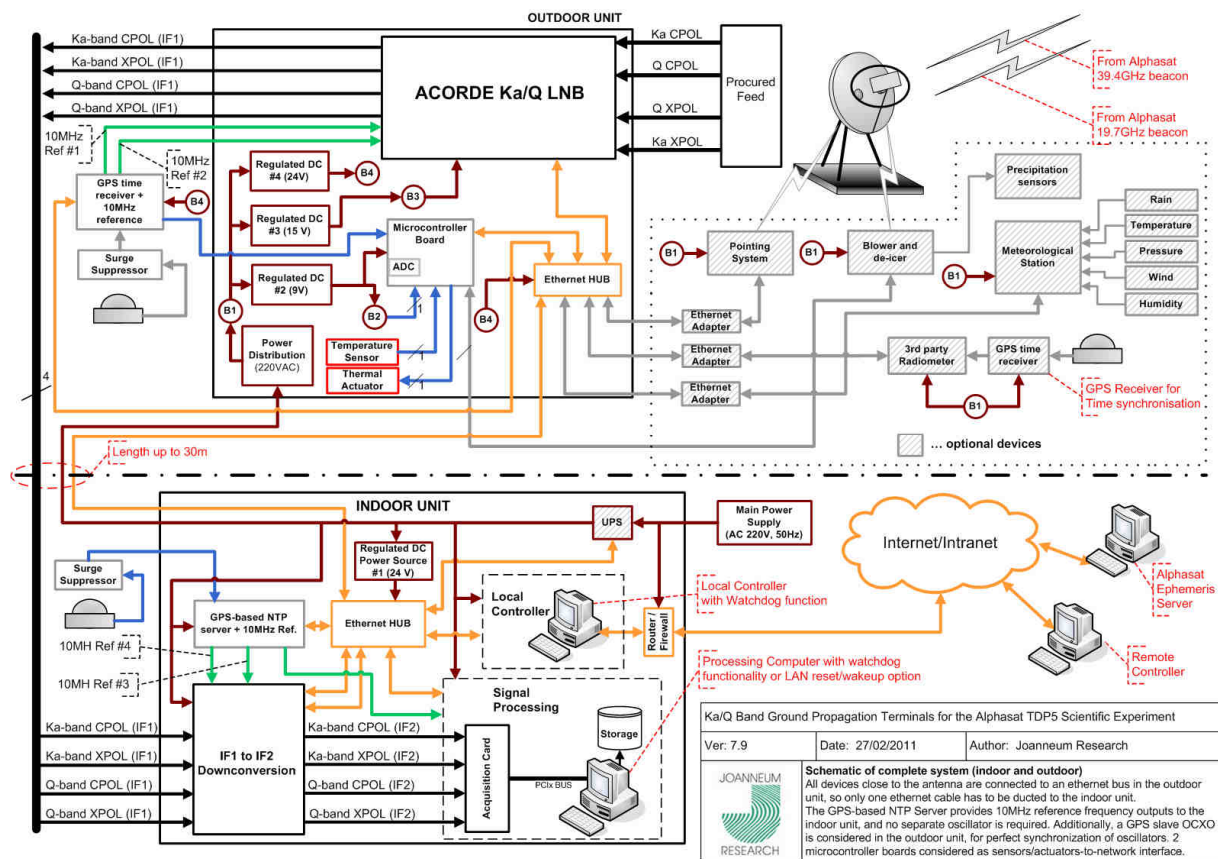 OUTDOOR UNIT
Ka-band CPOL (IF1)
Ka-band XPOL (IF1)
Q-band CPOL (IF1)
Q-band XPOL (IF1)
ACORDE Ka/Q LNB
Ka CPOL
Q CPOL
Q XPOL
Ka XPOL
Procured
Feed
From Alphasat
39.4GHz beacon
From Alphasat
19.7GHz beacon
10MHz
Ref #1
10MHz
Ref #2
GPS time
receiver +
10MHz
reference
B4
Surge
Suppressor
Regulated DC
#4 (24V)
B4
Regulated DC
#3 (15 V)
B3
Regulated DC
#2 (9V)
B1
B2
Microcontroller
Board
ADC
1
Power
Distribution
(220VAC)
Temperature
Sensor
1
Thermal
Actuator
1
B4
Ethernet HUB
B1
Pointing
System
B1
Blower and
de-icer
Precipitation
sensors
B1
Meteorological
Station
Rain
Temperature
Pressure
Wind
Humidity
Ethernet
Adapter
Ethernet
Adapter
Ethernet
Adapter
3rd party
Radiometer
GPS time
receiver
B1
GPS Receiver for
Time synchronisation
... optional devices
4
Length up to 30m
INDOOR UNIT
UPS
Main Power
Supply
(AC 220V, 50Hz)
Regulated DC
Power Source
#1 (24 V)
Surge
Suppressor
GPS-based NTP
server + 10MHz Ref.
10MH Ref #4
10MH Ref #3
Ethernet HUB
Local
Controller
Local Controller
with Watchdog function
Router /
Firewall
Internet/Intranet
Alphasat
Ephemeris
Server
Remote
Controller
Processing Computer with watchdog
functionality or LAN reset/wakeup option
Signal
Processing
Storage
Acquisition Card
PCIx BUS
IF1 to IF2
Downconversion
Ka-band CPOL (IF1)
Ka-band XPOL (IF1)
Q-band CPOL (IF1)
Q-band XPOL (IF1)
Ka-band CPOL (IF2)
Ka-band XPOL (IF2)
Q-band CPOL (IF2)
Q-band XPOL (IF2)
Ka/Q Band Ground Propagation Terminals for the Alphasat TDP5 Scientific Experiment
Ver: 7.9
Date: 27/02/2011
Author: Joanneum Research
JOANNEUM
RESEARCH
Schematic of complete system (indoor and outdoor)
All devices close to the antenna are connected to an ethernet bus in the outdoor
unit, so only one ethernet cable has to be ducted to the indoor unit.
The GPS-based NTP Server provides 10MHz reference frequency outputs to the
indoor unit, and no separate oscillator is required. Additionally, a GPS slave OCXO
is considered in the outdoor unit, for perfect synchronization of oscillators. 2
microcontroller boards considered as sensors/actuators-to-network interface.